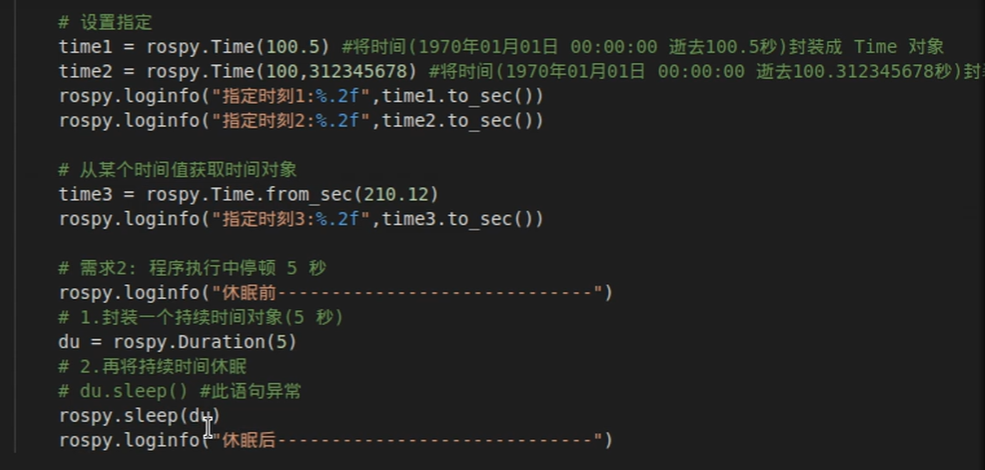 # 设置指定
time1 = rospy.Time(100.5) #将时间(1970年01月01日 00:00:00 逝去100.5秒)封装成 Time 对象
time2 = rospy.Time(100,312345678) #将时间(1970年01月01日 00:00:00 逝去100.312345678秒)封
rospy.loginfo("指定时刻1:%.2f",time1.to_sec())
rospy.loginfo("指定时刻2:%.2f",time2.to_sec())
# 从某个时间值获取时间对象
time3 = rospy.Time.from_sec(210.12)
rospy.loginfo("指定时刻3:%.2f",time3.to_sec())
# 需求2: 程序执行中停顿 5 秒
rospy.loginfo("休眠前-----------------------------")
# 1.封装一个持续时间对象(5 秒)
du = rospy.Duration(5)
# 2.再将持续时间休眠
# du.sleep() #此语句异常
rospy.sleep(du)
rospy.loginfo("休眠后-----------------------------")